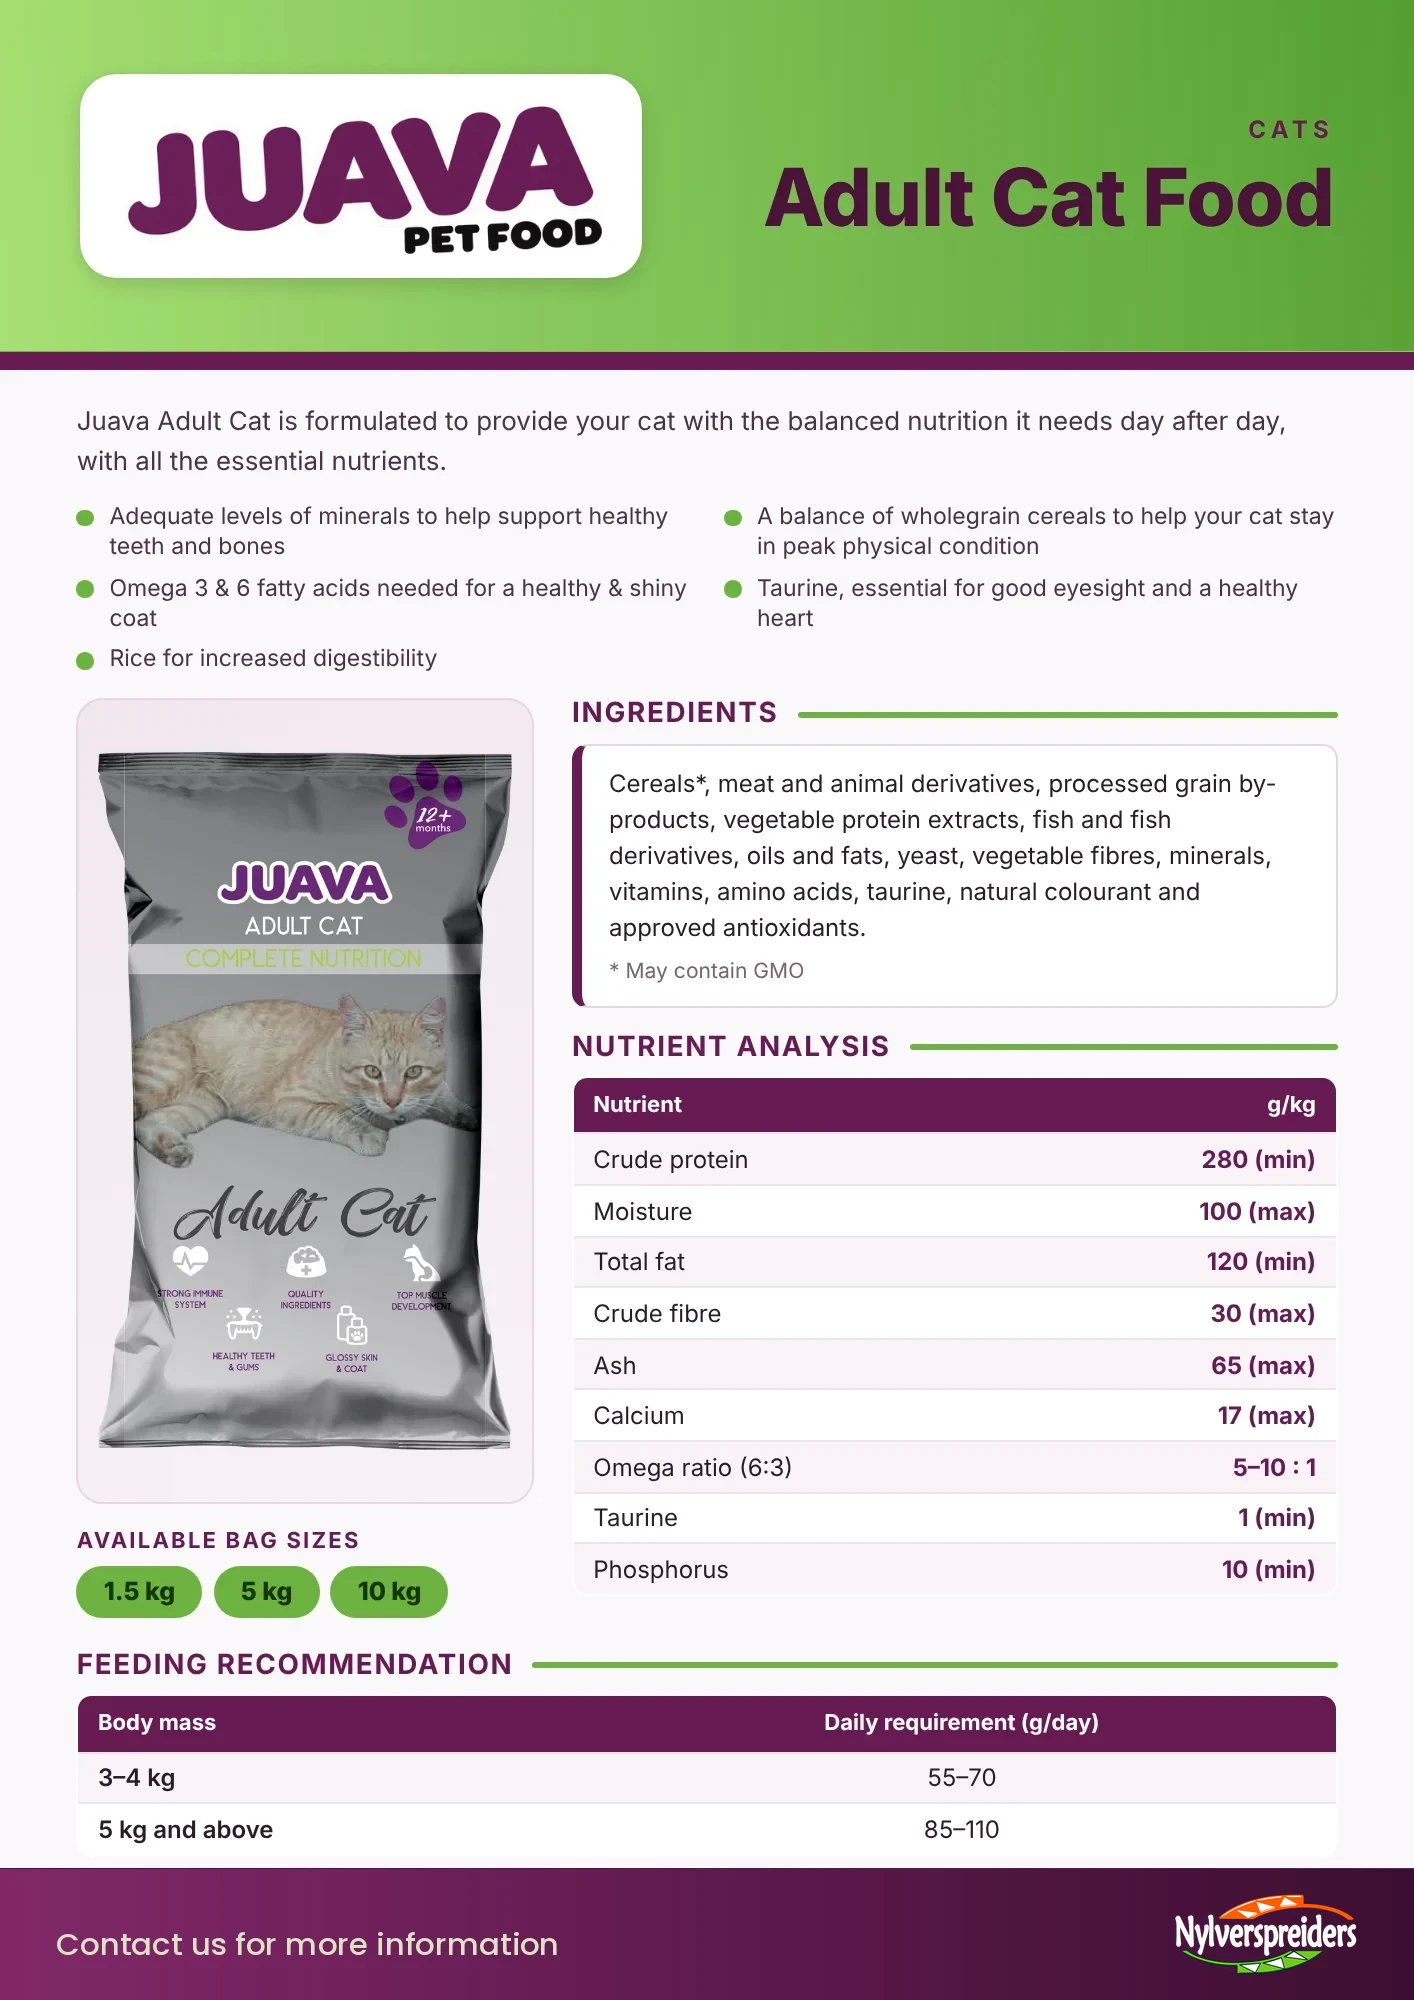 JUAVA
PET FOOD
CATS
Adult Cat Food
Juava Adult Cat is formulated to provide your cat with the balanced nutrition it needs day after day,
with all the essential nutrients.
Adequate levels of minerals to help support healthy
teeth and bones
A balance of wholegrain cereals to help your cat stay
in peak physical condition
Omega 3 & 6 fatty acids needed for a healthy & shiny
coat
Taurine, essential for good eyesight and a healthy
heart
Rice for increased digestibility
12+
months
JUAVA
ADULT CAT
COMPLETE NUTRITION
Adult Cat
STRONG IMMUNE
SYSTEM
QUALITY
INGREDIENTS
TOP MUSCLE
DEVELOPMENT
HEALTHY TEETH
& GUMS
GLOSSY SKIN
& COAT
AVAILABLE BAG SIZES
1.5 kg 5 kg 10 kg
INGREDIENTS
Cereals*, meat and animal derivatives, processed grain by-
products, vegetable protein extracts, fish and fish
derivatives, oils and fats, yeast, vegetable fibres, minerals,
vitamins, amino acids, taurine, natural colourant and
approved antioxidants.
* May contain GMO
NUTRIENT ANALYSIS
Nutrient g/kg
Crude protein 280 (min)
Moisture 100 (max)
Total fat 120 (min)
Crude fibre 30 (max)
Ash 65 (max)
Calcium 17 (max)
Omega ratio (6:3) 5–10 : 1
Taurine 1 (min)
Phosphorus 10 (min)
FEEDING RECOMMENDATION
Body mass Daily requirement (g/day)
3–4 kg 55–70
5 kg and above 85–110
Contact us for more information
Nylverspreiders